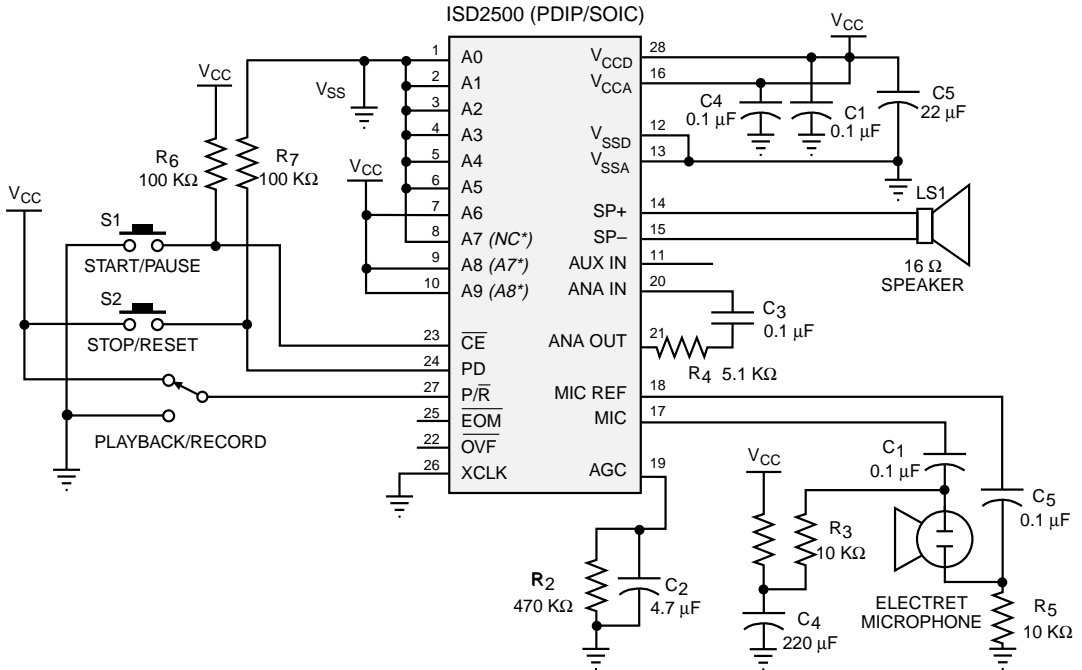 ISD2500 (PDIP/SOIC)
1 A0
2 A1
3 A2
4 A3
5 A4
6 A5
7 A6
8 A7 (NC*)
9 A8 (A7*)
10 A9 (A8*)
23 CE
24 PD
27 P/R
25 EOM
22 OVF
26 XCLK
VCCD 28
VCCA 16
VSSD 12
VSSA 13
SP+ 14
SP– 15
AUX IN 11
ANA IN 20
ANA OUT 21
MIC REF 18
MIC 17
AGC 19
VCC
VSS
R6
100 KΩ
R7
100 KΩ
VCC
VCC
S1
START/PAUSE
S2
STOP/RESET
PLAYBACK/RECORD
VCC
C4
0.1 µF
C1
0.1 µF
C5
22 µF
LS1
16 Ω
SPEAKER
C3
0.1 µF
R4 5.1 KΩ
C1
0.1 µF
C5
0.1 µF
VCC
R3
10 KΩ
R2
470 KΩ
C2
4.7 µF
C4
220 µF
ELECTRET
MICROPHONE
R5
10 KΩ